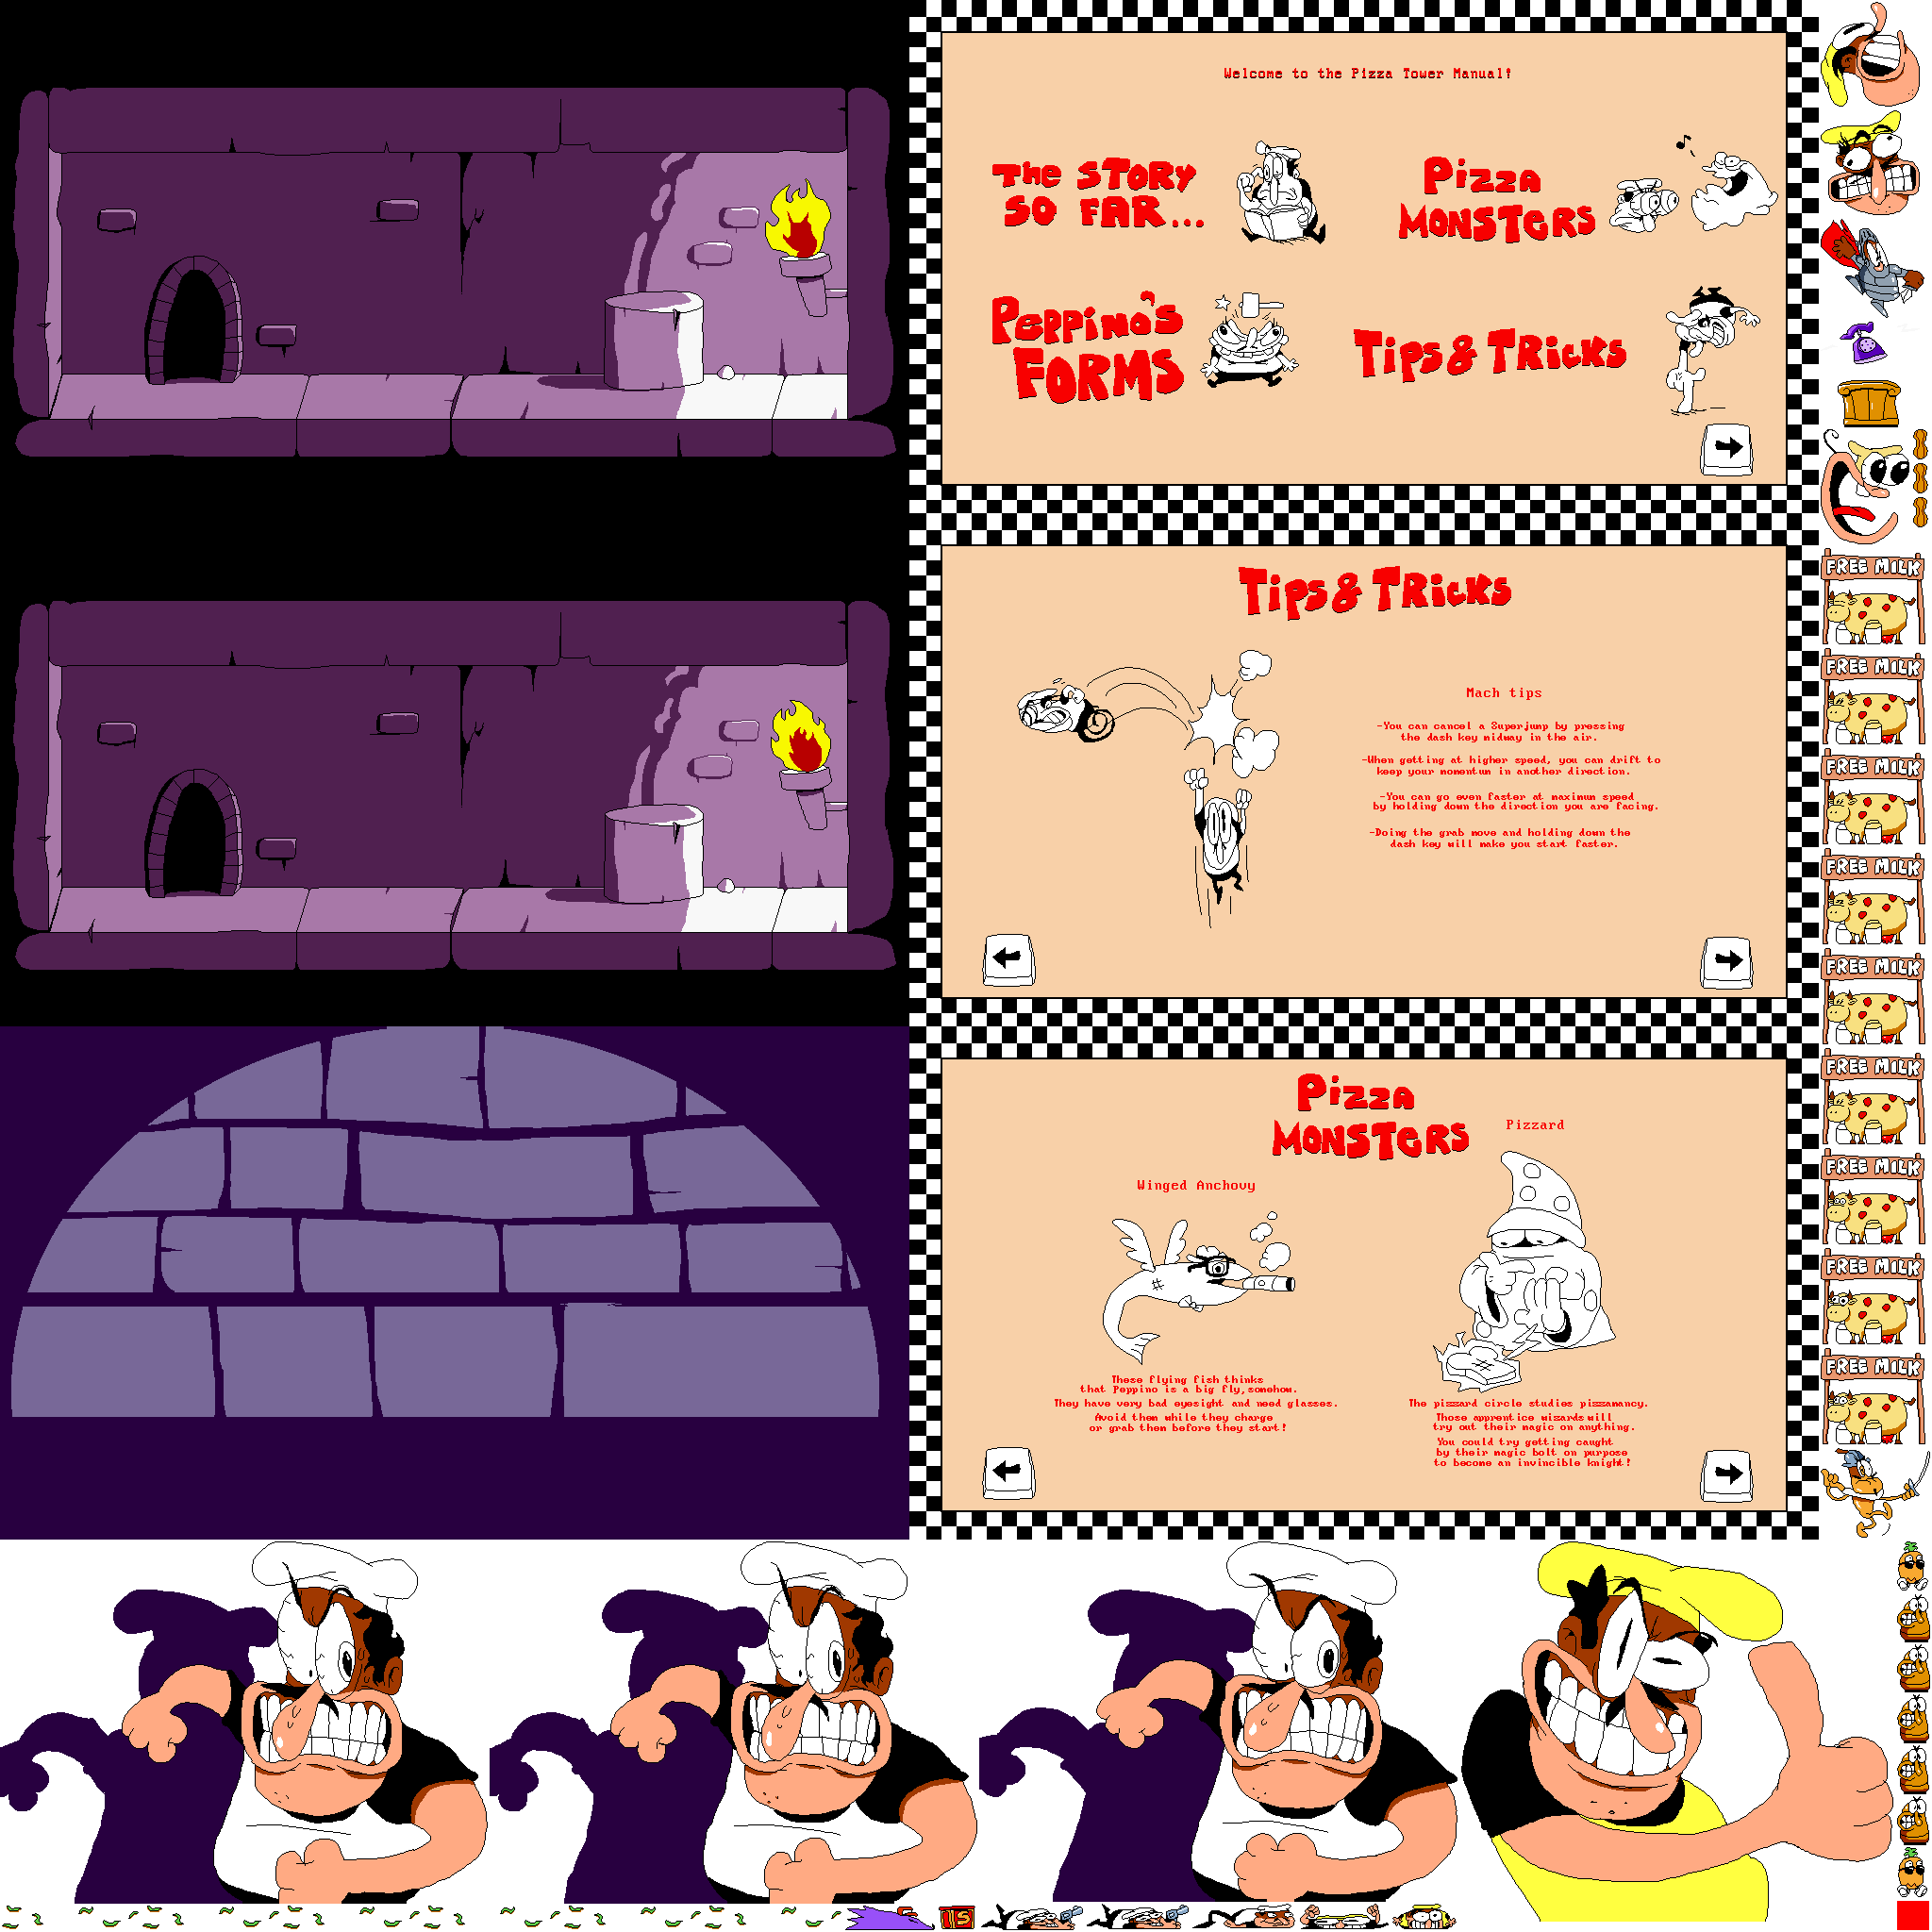 Welcome to the Pizza Tower Manual!
THE STORY
SO FAR...
PIZZA
MONSTERS
PEPPINO'S
FORMS
TIPS & TRICKS
TIPS & TRICKS
Mach tips
-You can cancel a Superjump by pressing
the dash key midway in the air.
-When getting at higher speed, you can drift to
keep your momentum in another direction.
-You can go even faster at maximum speed
by holding down the direction you are facing.
-Doing the grab move and holding down the
dash key will make you start faster.
PIZZA
MONSTERS
Winged Anchovy
These flying fish thinks
that Peppino is a big fly,somehow.
They have very bad eyesight and need glasses.
Avoid them while they charge
or grab them before they start!
Pizzard
The pizzard circle studies pizzamancy.
Those apprentice wizards will
try out their magic on anything.
You could try getting caught
by their magic bolt on purpose
to become an invincible knight!
FREE MILK
FREE MILK
FREE MILK
FREE MILK
FREE MILK
FREE MILK
FREE MILK
FREE MILK
FREE MILK
15